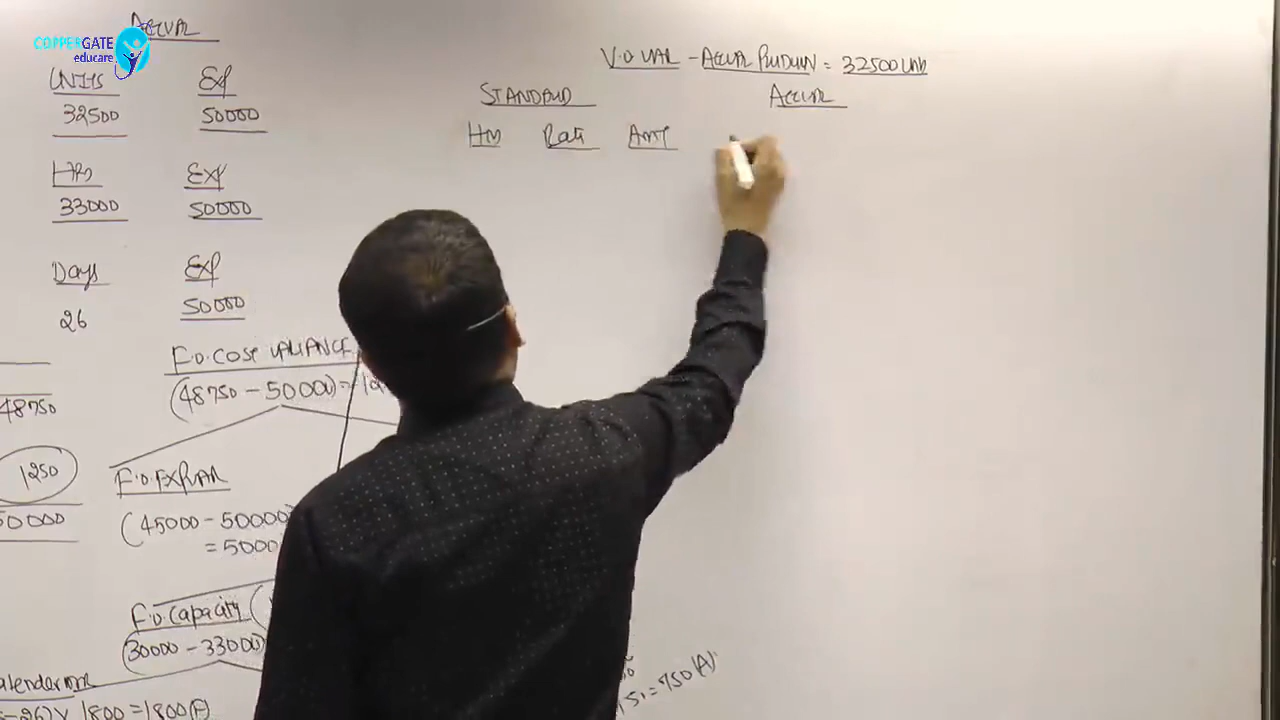 ACTUAL
COPPERGATE
educare
UNITS Exp
32500 50000
HRS EXP
33000 50000
Days Exp
26 50000
F.O. COST VARIANCE
(48750 - 50000) =
48750
1250
50000
F.O. EXP VAR
(45000 - 50000)
= 5000
F.O. Capacity (
(30000 - 33000)
26) x 1800 = 1800 (F)
V.O VAR - ACTUAL PRODUCTION = 32500 Units
STANDARD ACTUAL
HRS Rate AMT
= 750 (A)